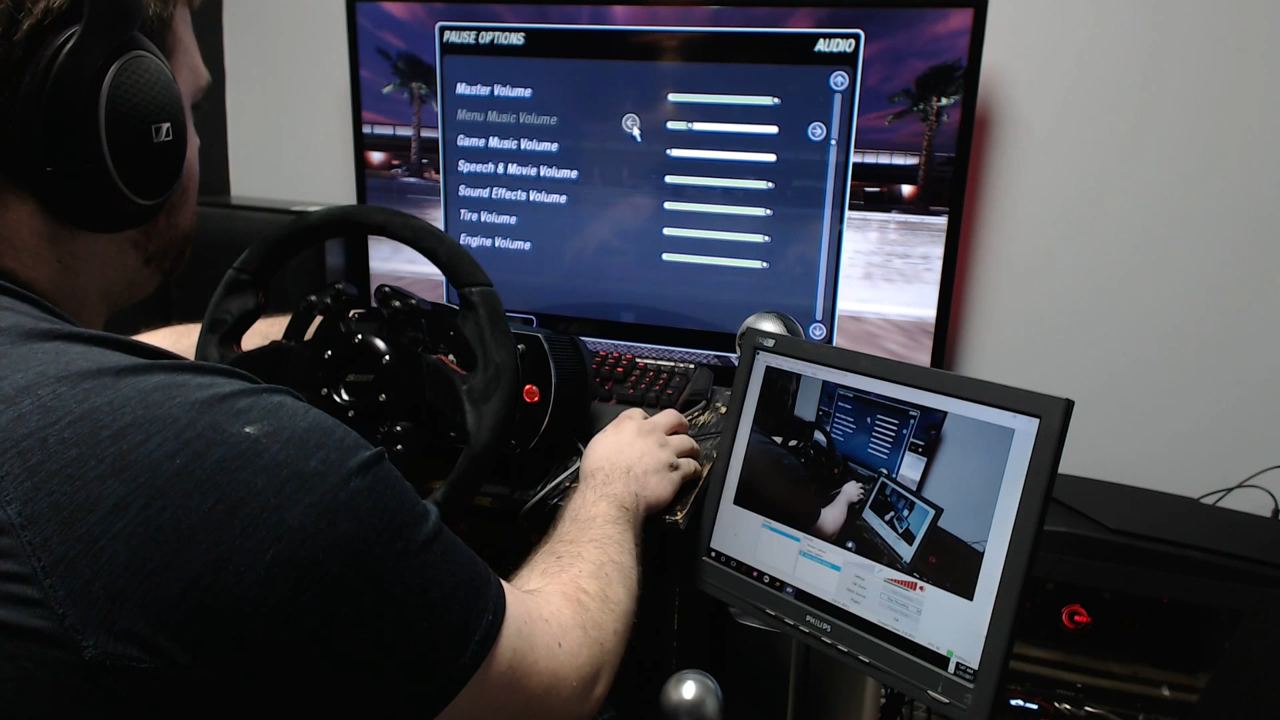 PAUSE OPTIONS
AUDIO
Master Volume
Menu Music Volume
Game Music Volume
Speech & Movie Volume
Sound Effects Volume
Tire Volume
Engine Volume
PHILIPS